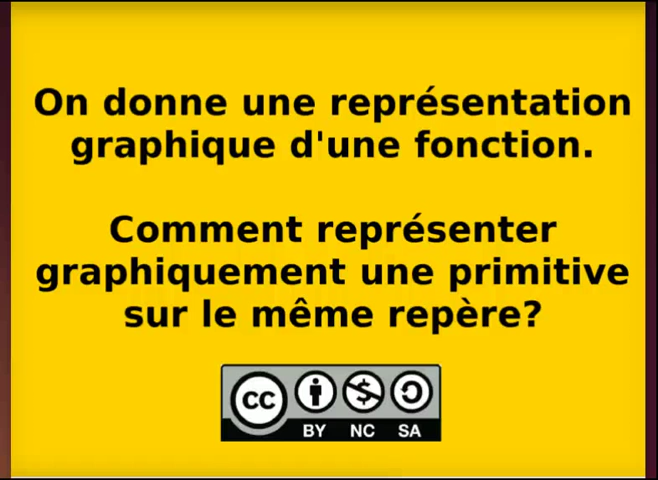 On donne une représentation
graphique d'une fonction.
Comment représenter
graphiquement une primitive
sur le même repère?
cc
BY NC SA